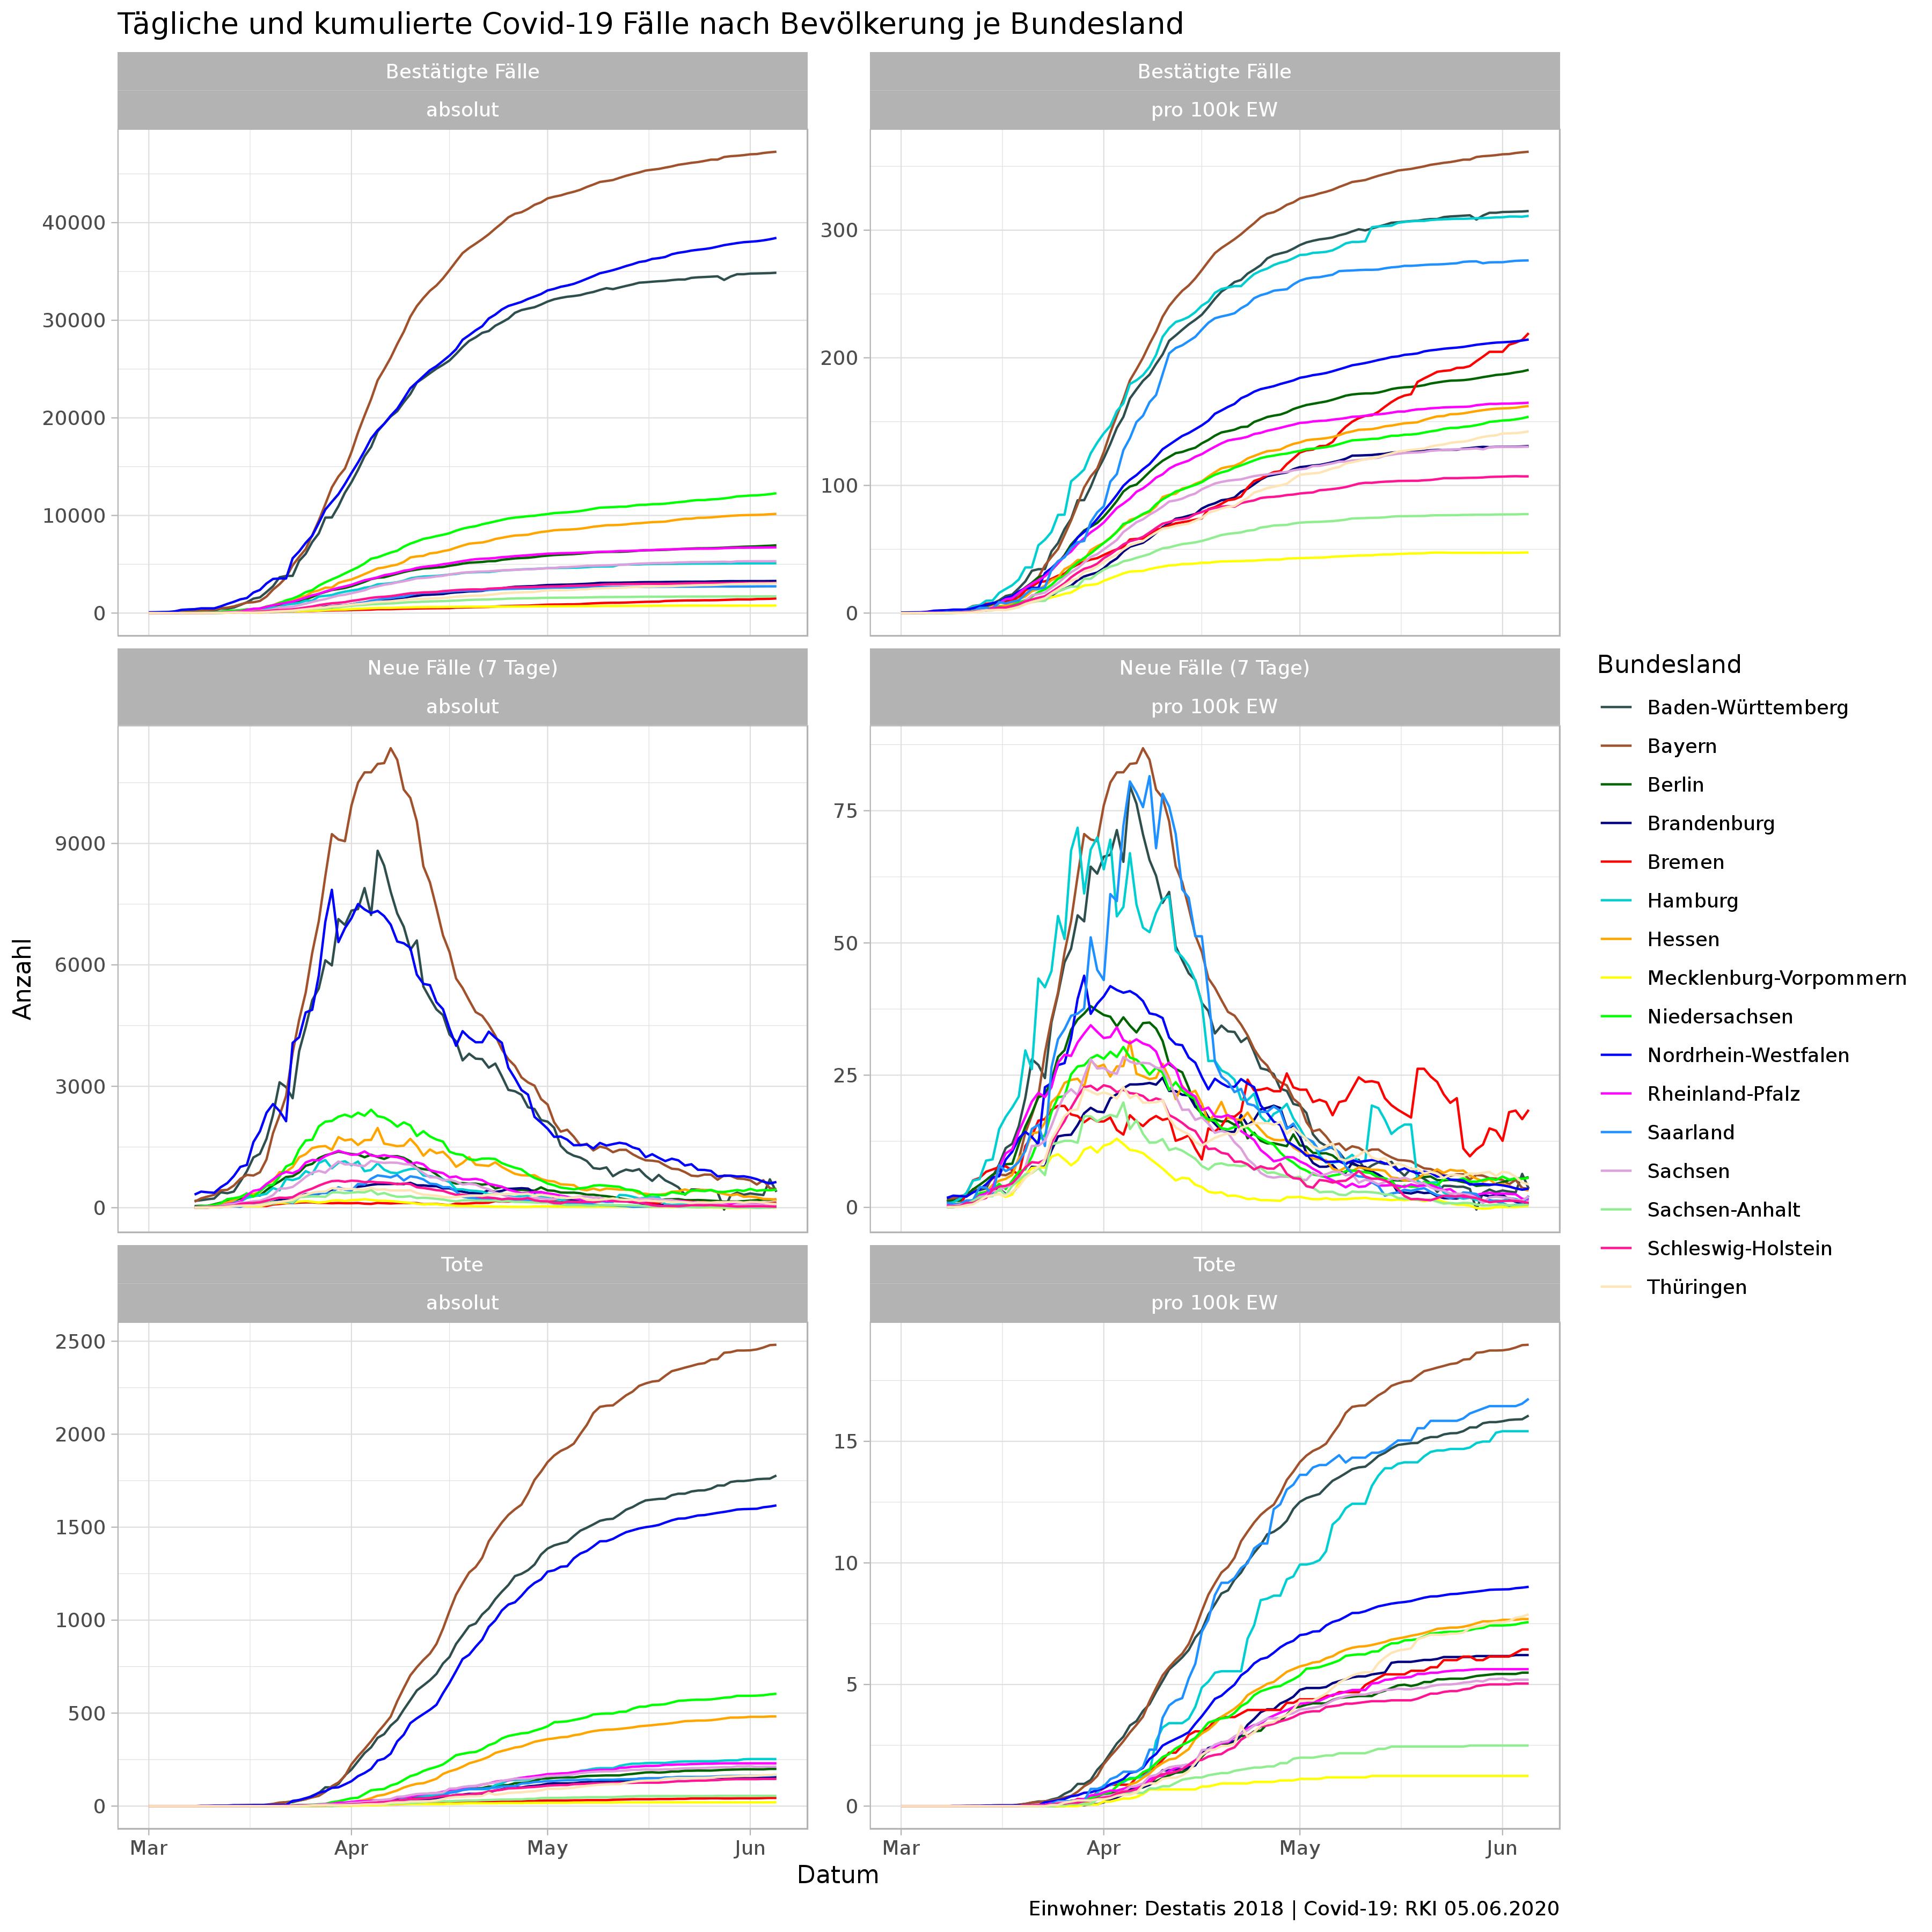 Tägliche und kumulierte Covid-19 Fälle nach Bevölkerung je Bundesland
Bestätigte Fälle
absolut
40000
30000
20000
10000
0
Bestätigte Fälle
pro 100k EW
300
200
100
0
Neue Fälle (7 Tage)
absolut
9000
6000
3000
0
Neue Fälle (7 Tage)
pro 100k EW
75
50
25
0
Tote
absolut
2500
2000
1500
1000
500
0
Mar Apr May Jun
Tote
pro 100k EW
15
10
5
0
Mar Apr May Jun
Anzahl
Datum
Bundesland
Baden-Württemberg
Bayern
Berlin
Brandenburg
Bremen
Hamburg
Hessen
Mecklenburg-Vorpommern
Niedersachsen
Nordrhein-Westfalen
Rheinland-Pfalz
Saarland
Sachsen
Sachsen-Anhalt
Schleswig-Holstein
Thüringen
Einwohner: Destatis 2018 | Covid-19: RKI 05.06.2020